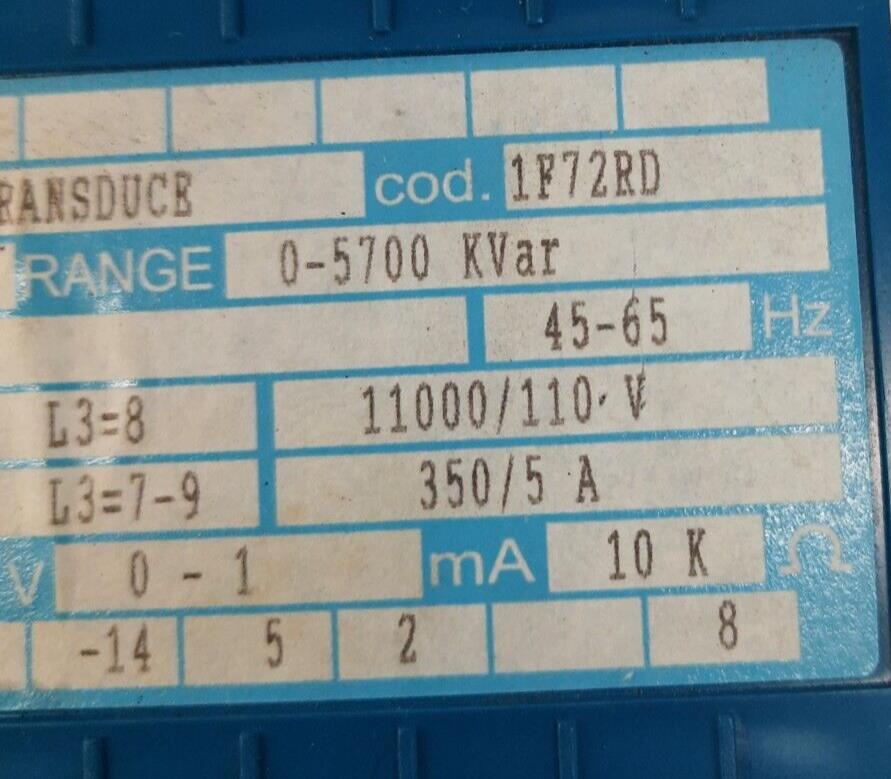 RANSDUCE cod. 1F72RD
RANGE 0-5700 KVar
45-65 Hz
L3=8 11000/110 V
L3=7-9 350/5 A
V 0 - 1 mA 10 K Ω
-14 5 2 8